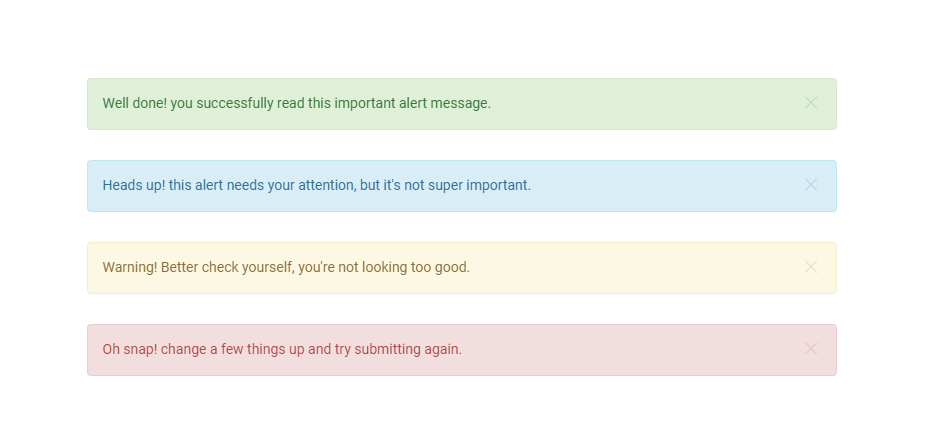 Well done! you successfully read this important alert message.
Heads up! this alert needs your attention, but it's not super important.
Warning! Better check yourself, you're not looking too good.
Oh snap! change a few things up and try submitting again.